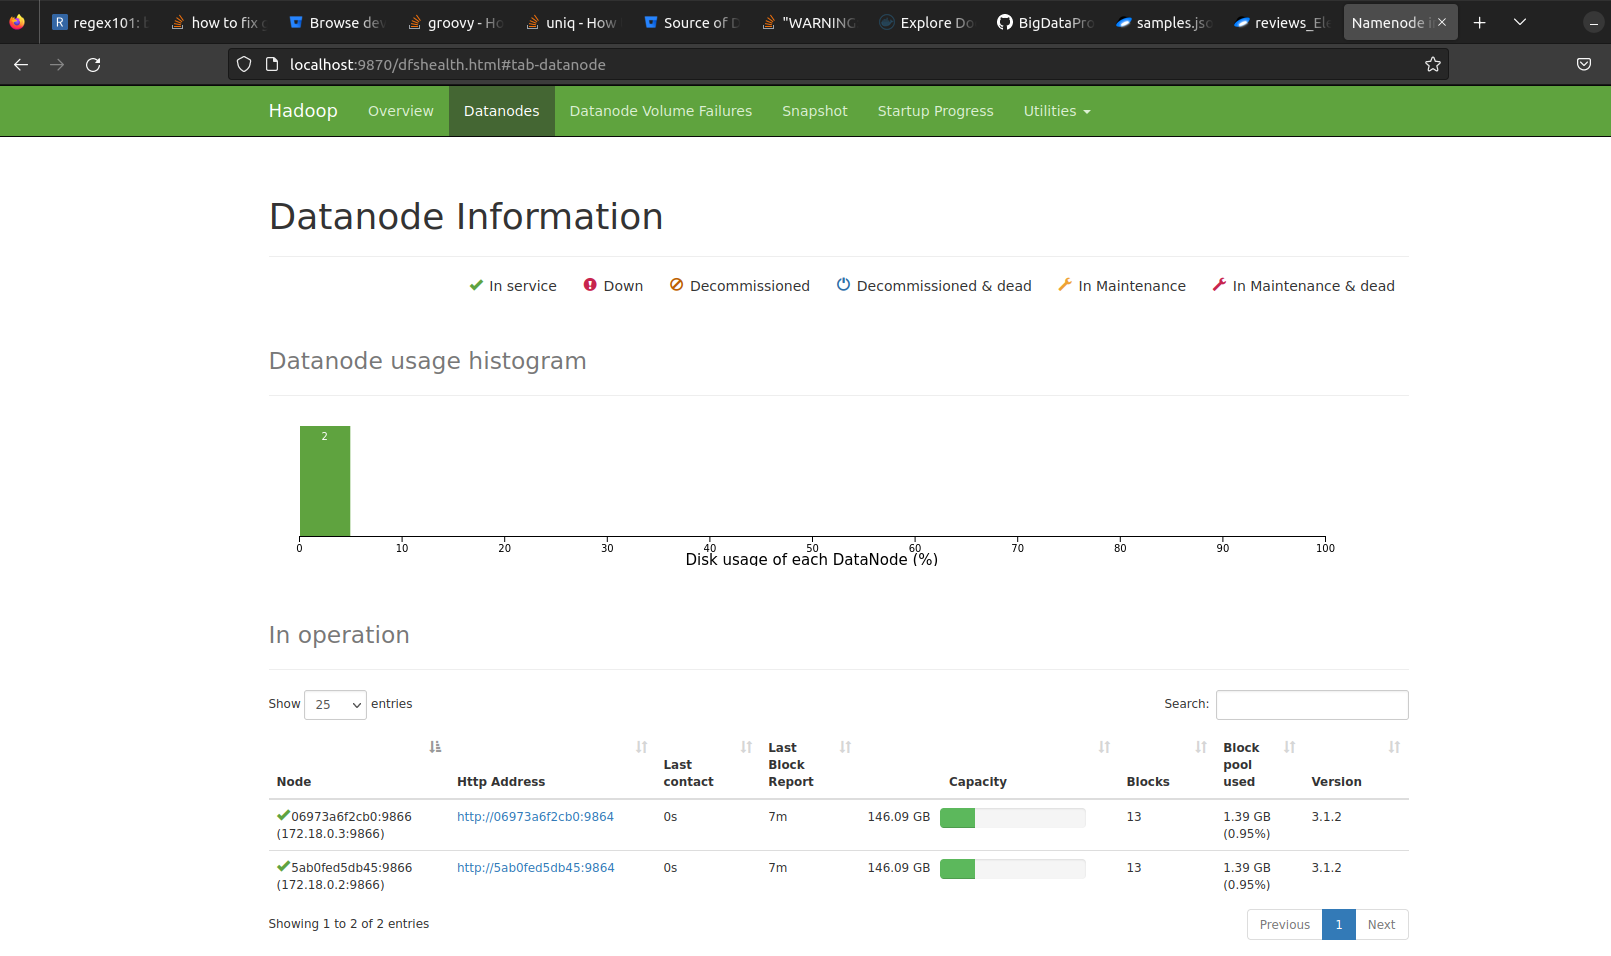 regex101: b
how to fix g
Browse dev
groovy - Ho
uniq - How
Source of D
"WARNING
Explore Do
BigDataPro
samples.jso
reviews_Ele
Namenode i
localhost:9870/dfshealth.html#tab-datanode
Hadoop Overview Datanodes Datanode Volume Failures Snapshot Startup Progress Utilities
Datanode Information
In service Down Decommissioned Decommissioned & dead In Maintenance In Maintenance & dead
Datanode usage histogram
2
0 10 20 30 40 50 60 70 80 90 100
Disk usage of each DataNode (%)
In operation
Show 25 entries Search:
Node Http Address Last contact Last Block Report Capacity Blocks Block pool used Version
06973a6f2cb0:9866 (172.18.0.3:9866) http://06973a6f2cb0:9864 0s 7m 146.09 GB 13 1.39 GB (0.95%) 3.1.2
5ab0fed5db45:9866 (172.18.0.2:9866) http://5ab0fed5db45:9864 0s 7m 146.09 GB 13 1.39 GB (0.95%) 3.1.2
Showing 1 to 2 of 2 entries Previous 1 Next